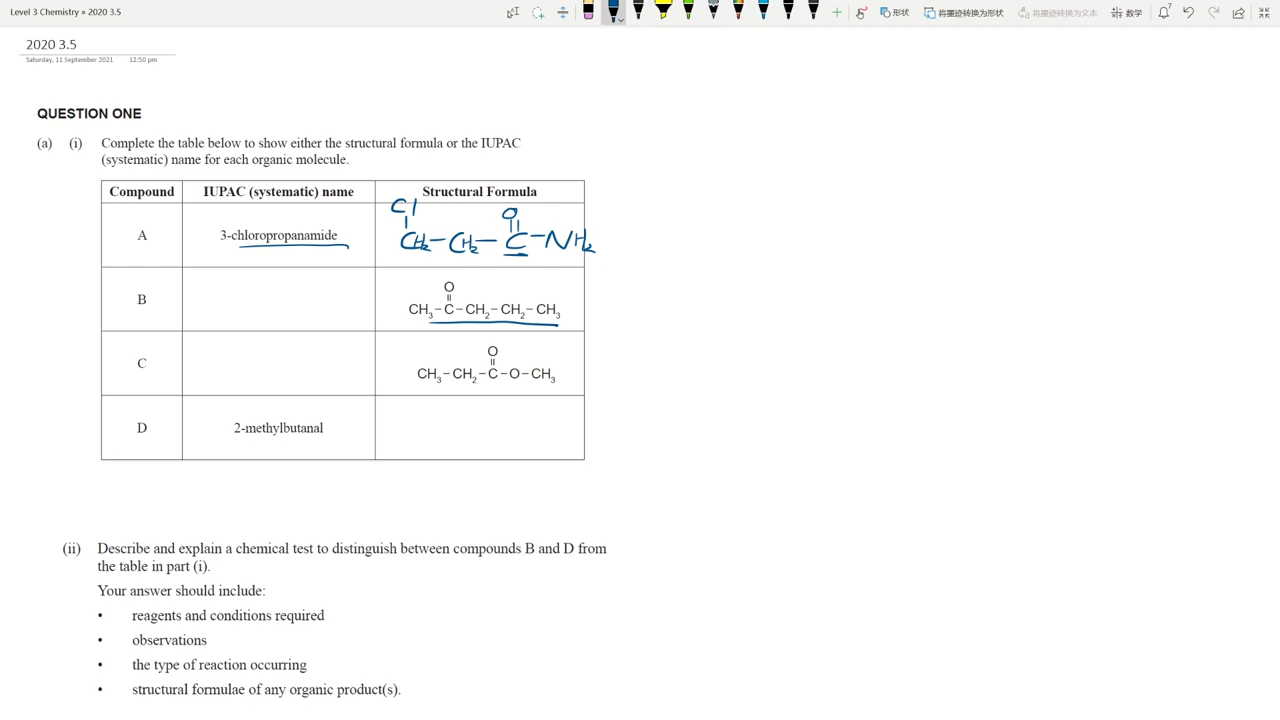 Level 3 Chemistry » 2020 3.5
形状
将墨迹转换为形状
将墨迹转换为文本
数学
2020 3.5
Saturday, 11 September 2021 12:50 pm
QUESTION ONE
(a) (i) Complete the table below to show either the structural formula or the IUPAC
(systematic) name for each organic molecule.
Compound IUPAC (systematic) name Structural Formula
Cl
O
A 3-chloropropanamide CH₂–CH₂–C–NH₂
O
B CH₃–C–CH₂–CH₂–CH₃
O
C CH₃–CH₂–C–O–CH₃
D 2-methylbutanal
(ii) Describe and explain a chemical test to distinguish between compounds B and D from
the table in part (i).
Your answer should include:
• reagents and conditions required
• observations
• the type of reaction occurring
• structural formulae of any organic product(s).